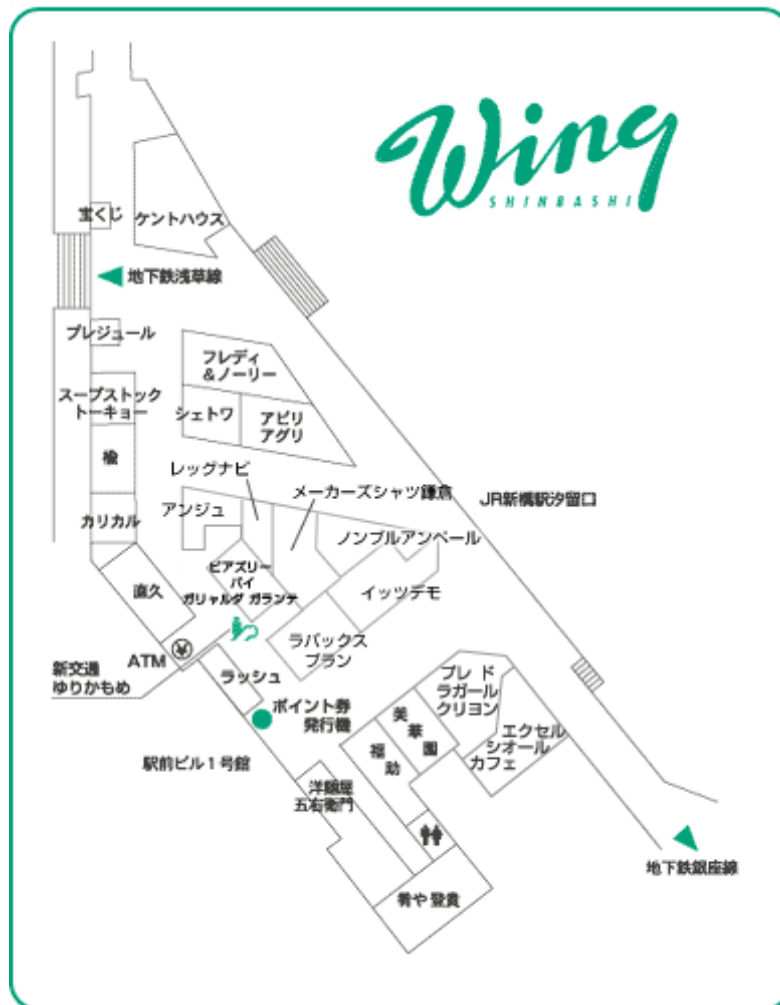 Wing
SHINBASHI
宝くじ
ケントハウス
地下鉄浅草線
プレジュール
フレディ
&ノーリー
スープストック
トーキョー
シェトワ
アビリ
アグリ
楡
レッグナビ
メーカーズシャツ鎌倉
JR新橋駅汐留口
カリカル
アンジュ
ノンブルアンペール
ビアズリー
バイ
ガリャルダ ガランテ
直久
イッツデモ
ATM
ラバックス
ブラン
新交通
ゆりかもめ
ラッシュ
プレ ド
ラガール
クリヨン
ポイント券
発行機
美華園
エクセル
シオール
カフェ
福助
駅前ビル1号館
洋麺屋
五右衛門
地下鉄銀座線
肴や 登貴